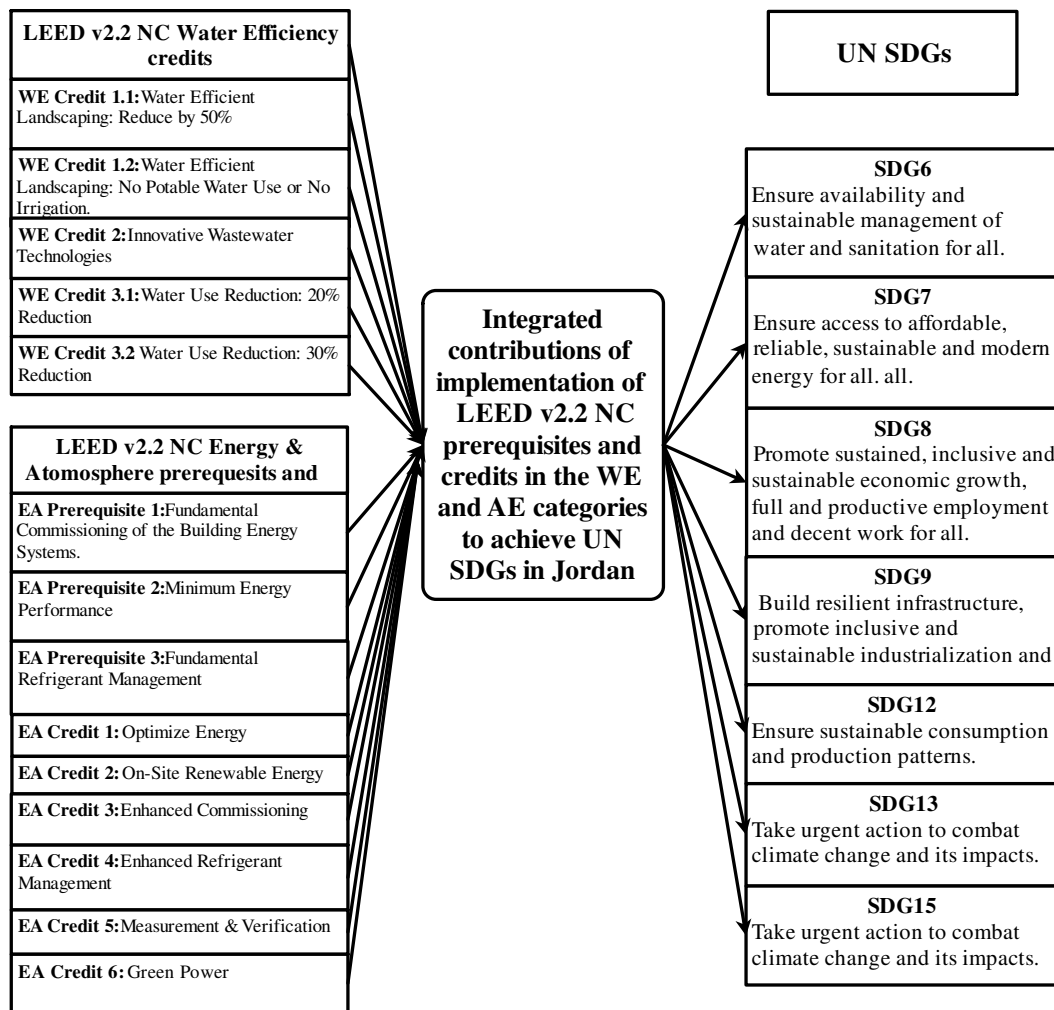 LEED v2.2 NC Water Efficiency
credits
WE Credit 1.1:Water Efficient
Landscaping: Reduce by 50%
WE Credit 1.2:Water Efficient
Landscaping: No Potable Water Use or No
Irrigation.
WE Credit 2:Innovative Wastewater
Technologies
WE Credit 3.1:Water Use Reduction: 20%
Reduction
WE Credit 3.2 Water Use Reduction: 30%
Reduction
LEED v2.2 NC Energy &
Atomosphere prerequesits and
EA Prerequisite 1:Fundamental
Commissioning of the Building Energy
Systems.
EA Prerequisite 2:Minimum Energy
Performance
EA Prerequisite 3:Fundamental
Refrigerant Management
EA Credit 1: Optimize Energy
EA Credit 2: On-Site Renewable Energy
EA Credit 3:Enhanced Commissioning
EA Credit 4:Enhanced Refrigerant
Management
EA Credit 5:Measurement & Verification
EA Credit 6: Green Power
Integrated
contributions of
implementation of
LEED v2.2 NC
prerequisites and
credits in the WE
and AE categories
to achieve UN
SDGs in Jordan
UN SDGs
SDG6
Ensure availability and
sustainable management of
water and sanitation for all.
SDG7
Ensure access to affordable,
reliable, sustainable and modern
energy for all. all.
SDG8
Promote sustained, inclusive and
sustainable economic growth,
full and productive employment
and decent work for all.
SDG9
Build resilient infrastructure,
promote inclusive and
sustainable industrialization and
SDG12
Ensure sustainable consumption
and production patterns.
SDG13
Take urgent action to combat
climate change and its impacts.
SDG15
Take urgent action to combat
climate change and its impacts.